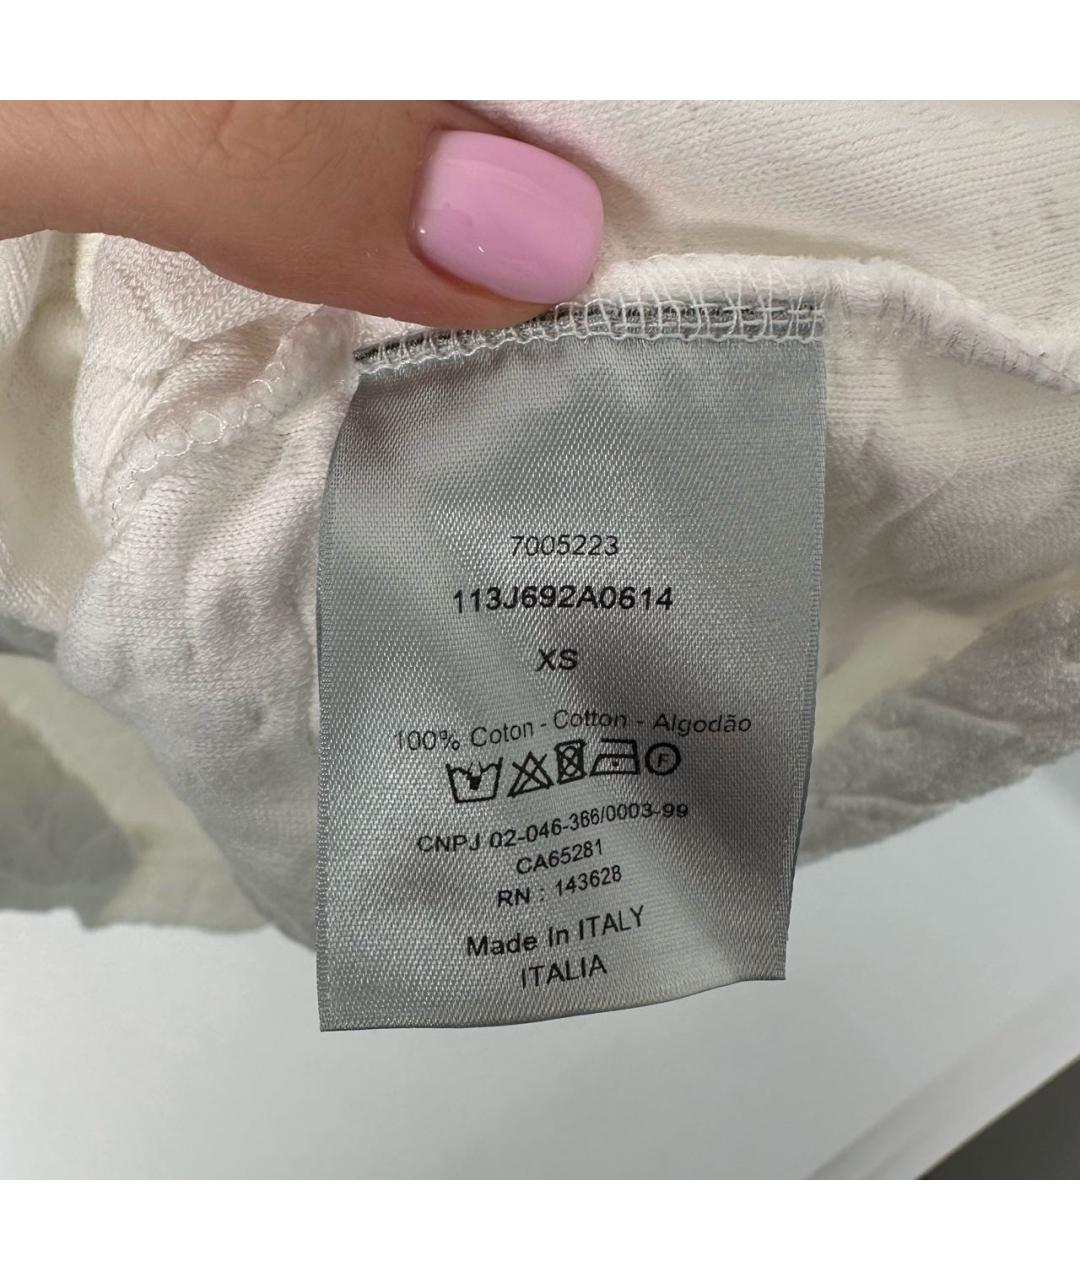 7005223
113J692A0614
XS
100% Coton - Cotton - Algodão
F
CNPJ 02-046-366/0003-99
CA65281
RN : 143628
Made In ITALY
ITALIA